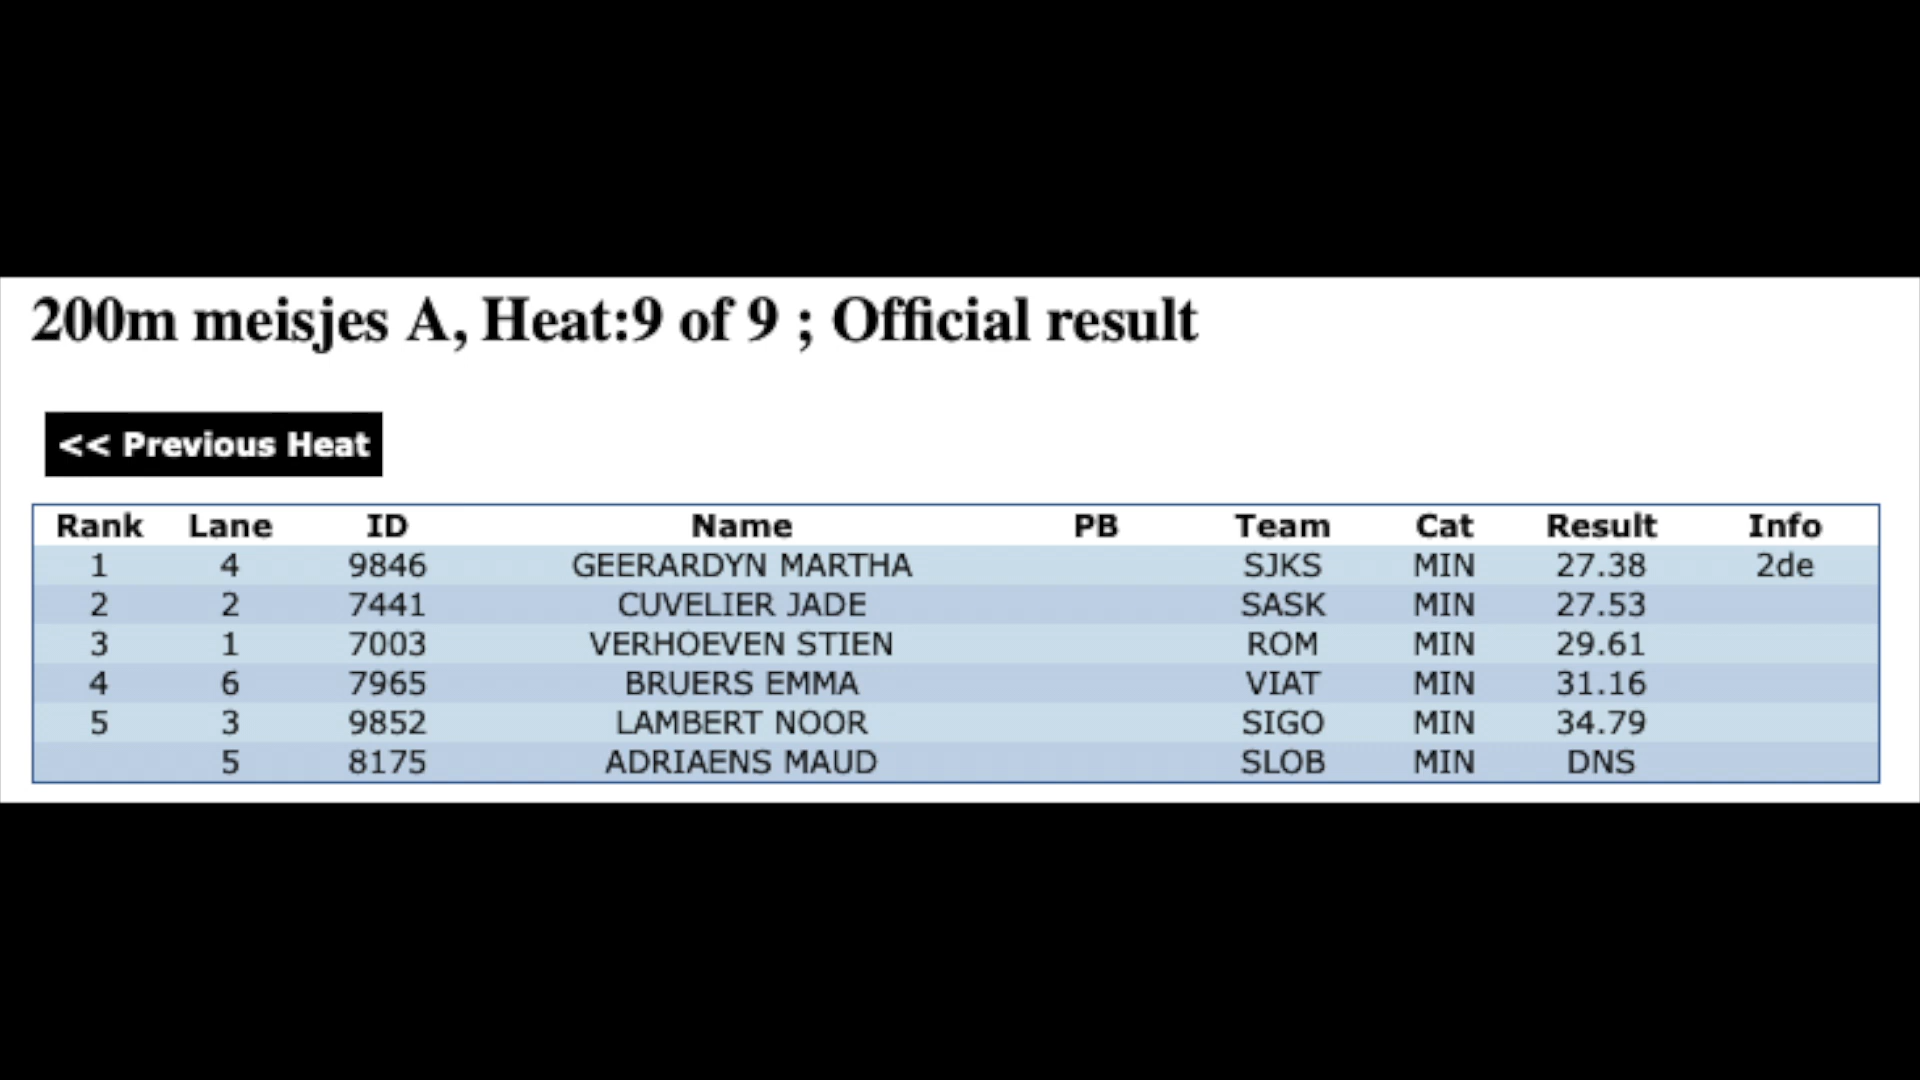 200m meisjes A, Heat:9 of 9 ; Official result
<< Previous Heat
Rank Lane ID Name PB Team Cat Result Info
1 4 9846 GEERARDYN MARTHA SJKS MIN 27.38 2de
2 2 7441 CUVELIER JADE SASK MIN 27.53
3 1 7003 VERHOEVEN STIEN ROM MIN 29.61
4 6 7965 BRUERS EMMA VIAT MIN 31.16
5 3 9852 LAMBERT NOOR SIGO MIN 34.79
5 8175 ADRIAENS MAUD SLOB MIN DNS